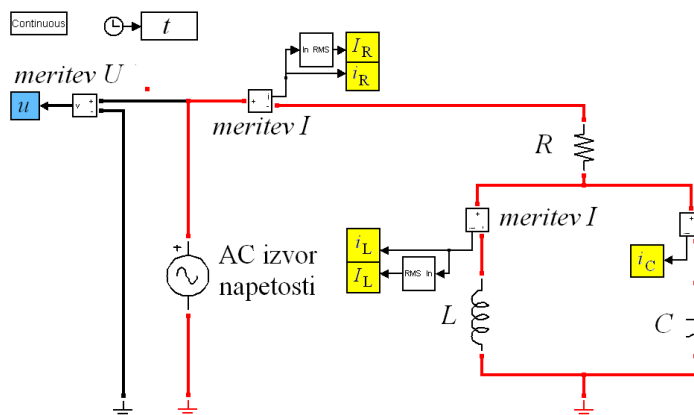 Continuous
t
In RMS
I_R
i_R
meritev U
u
v
+
-
+
i
-
meritev I
R
+
i
-
meritev I
+
i
-
i_L
I_L
RMS In
i_C
+
AC izvor
napetosti
L
C